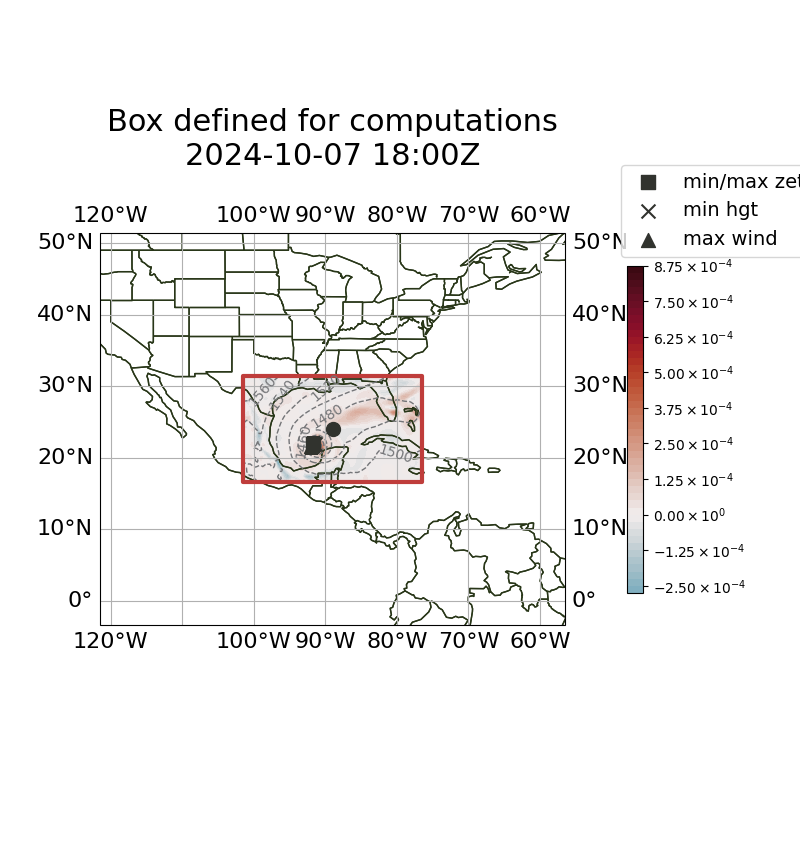 Box defined for computations
2024-10-07 18:00Z
min/max zet
min hgt
max wind
120°W 100°W 90°W 80°W 70°W 60°W
50°N 50°N
40°N 40°N
30°N 30°N
20°N 20°N
10°N 10°N
0° 0°
120°W 100°W 90°W 80°W 70°W 60°W
1560
1540
1480
1500
8.75 × 10⁻⁴
7.50 × 10⁻⁴
6.25 × 10⁻⁴
5.00 × 10⁻⁴
3.75 × 10⁻⁴
2.50 × 10⁻⁴
1.25 × 10⁻⁴
0.00 × 10⁰
−1.25 × 10⁻⁴
−2.50 × 10⁻⁴